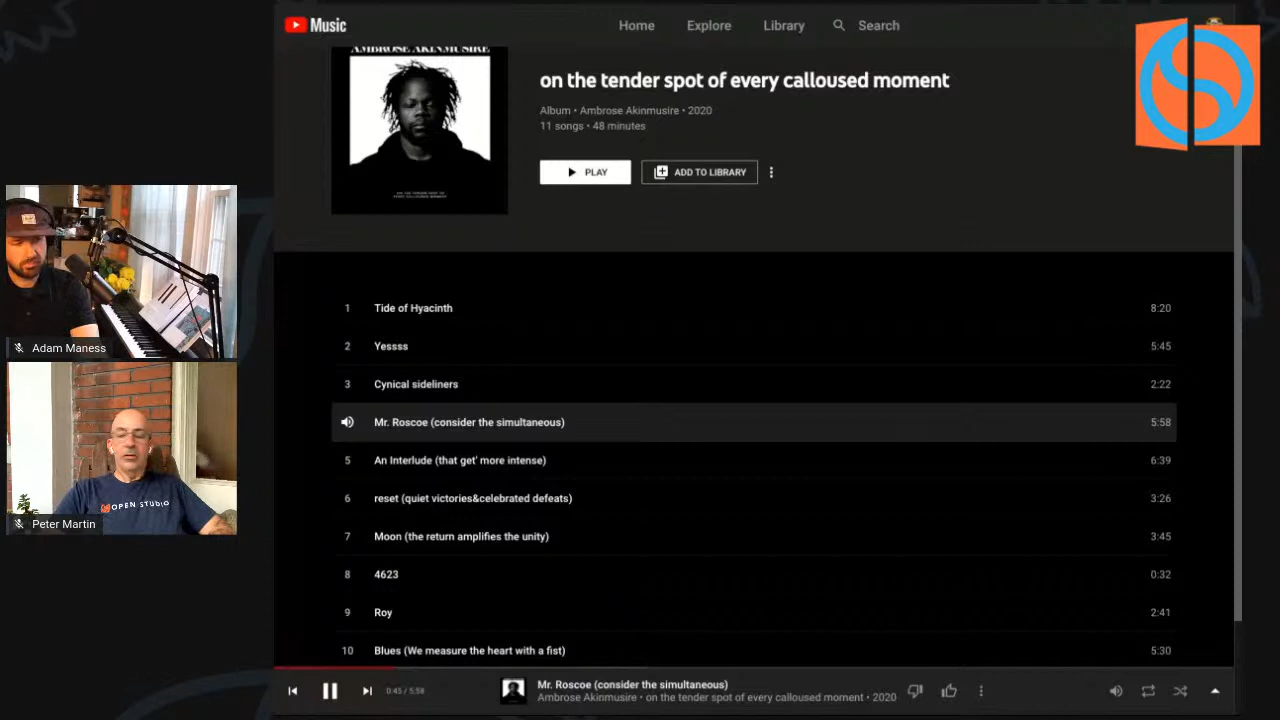 Music
Home
Explore
Library
Search
AMBROSE AKINMUSIRE
on the tender spot of every calloused moment
Album • Ambrose Akinmusire • 2020
11 songs • 48 minutes
PLAY
ADD TO LIBRARY
1 Tide of Hyacinth 8:20
2 Yessss 5:45
3 Cynical sideliners 2:22
Mr. Roscoe (consider the simultaneous) 5:58
5 An Interlude (that get' more intense) 6:39
6 reset (quiet victories&celebrated defeats) 3:26
7 Moon (the return amplifies the unity) 3:45
8 4623 0:32
9 Roy 2:41
10 Blues (We measure the heart with a fist) 5:30
Adam Maness
OPEN STUDIO
Peter Martin
0:45 / 5:58
Mr. Roscoe (consider the simultaneous)
Ambrose Akinmusire • on the tender spot of every calloused moment • 2020